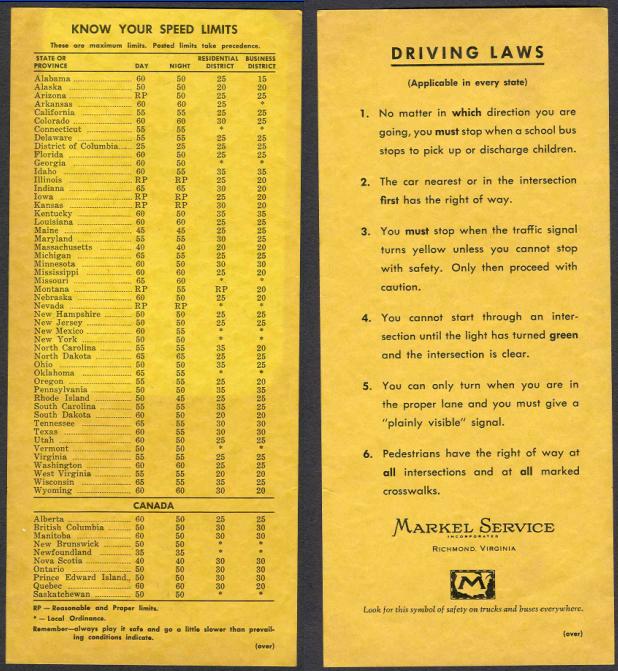 KNOW YOUR SPEED LIMITS
These are maximum limits. Posted limits take precedence.
STATE OR PROVINCE DAY NIGHT RESIDENTIAL DISTRICT BUSINESS DISTRICT
Alabama 60 50 25 15
Alaska 50 50 20 20
Arizona RP 50 25 25
Arkansas 60 60 25 *
California 55 55 25 25
Colorado 60 60 30 25
Connecticut 55 55 * *
Delaware 55 55 25 25
District of Columbia 25 25 25 25
Florida 60 50 25 25
Georgia 60 50 * *
Idaho 60 55 35 35
Illinois RP RP 25 20
Indiana 65 65 30 20
Iowa RP RP 25 20
Kansas RP RP 30 20
Kentucky 60 50 35 35
Louisiana 60 60 25 25
Maine 45 45 25 25
Maryland 55 55 30 25
Massachusetts 40 40 20 20
Michigan 65 55 25 25
Minnesota 60 50 30 30
Mississippi 60 60 25 20
Missouri 65 60 * *
Montana RP 55 RP 20
Nebraska 60 50 25 20
Nevada RP RP * *
New Hampshire 50 50 25 25
New Jersey 50 50 25 25
New Mexico 60 55 * *
New York 50 50 * *
North Carolina 55 55 35 20
North Dakota 65 65 25 25
Ohio 50 50 35 25
Oklahoma 65 55 * *
Oregon 55 55 25 20
Pennsylvania 50 50 35 35
Rhode Island 50 45 25 25
South Carolina 55 55 35 25
South Dakota 60 50 20 20
Tennessee 65 55 30 30
Texas 60 55 30 30
Utah 60 50 25 25
Vermont 50 50 * *
Virginia 55 55 25 25
Washington 60 60 25 25
West Virginia 55 55 20 20
Wisconsin 65 55 35 25
Wyoming 60 60 30 20
CANADA
Alberta 60 50 25 25
British Columbia 50 50 30 30
Manitoba 60 50 30 30
New Brunswick 50 50 * *
Newfoundland 35 35 * *
Nova Scotia 40 40 30 30
Ontario 50 50 30 30
Prince Edward Island 50 50 30 30
Quebec 60 60 30 20
Saskatchewan 50 50 * *
RP — Reasonable and Proper limits.
* — Local Ordinance.
Remember—always play it safe and go a little slower than prevail-
ing conditions indicate.
(over)
DRIVING LAWS
(Applicable in every state)
1. No matter in which direction you are
going, you must stop when a school bus
stops to pick up or discharge children.
2. The car nearest or in the intersection
first has the right of way.
3. You must stop when the traffic signal
turns yellow unless you cannot stop
with safety. Only then proceed with
caution.
4. You cannot start through an inter-
section until the light has turned green
and the intersection is clear.
5. You can only turn when you are in
the proper lane and you must give a
"plainly visible" signal.
6. Pedestrians have the right of way at
all intersections and at all marked
crosswalks.
MARKEL SERVICE
INCORPORATED
RICHMOND, VIRGINIA
M
Look for this symbol of safety on trucks and buses everywhere.
(over)